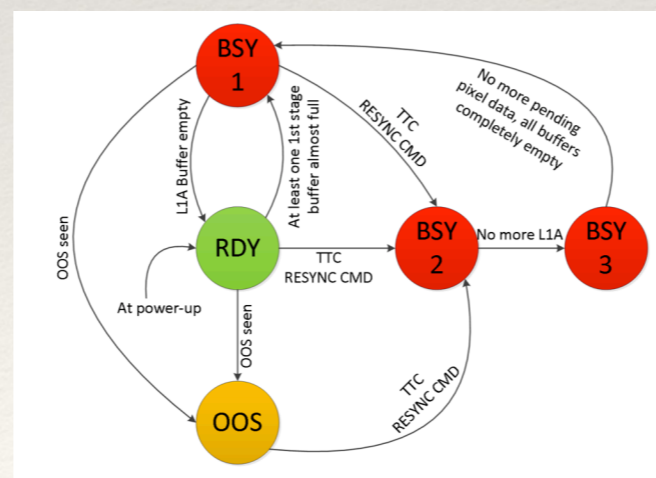 BSY
1
No more pending
pixel data, all buffers
completely empty
TTC
RESYNC CMD
L1A Buffer empty
At least one 1st stage
buffer almost full
OOS seen
RDY
TTC
RESYNC CMD
BSY
2
No more L1A
BSY
3
At power-up
OOS seen
TTC
RESYNC CMD
OOS